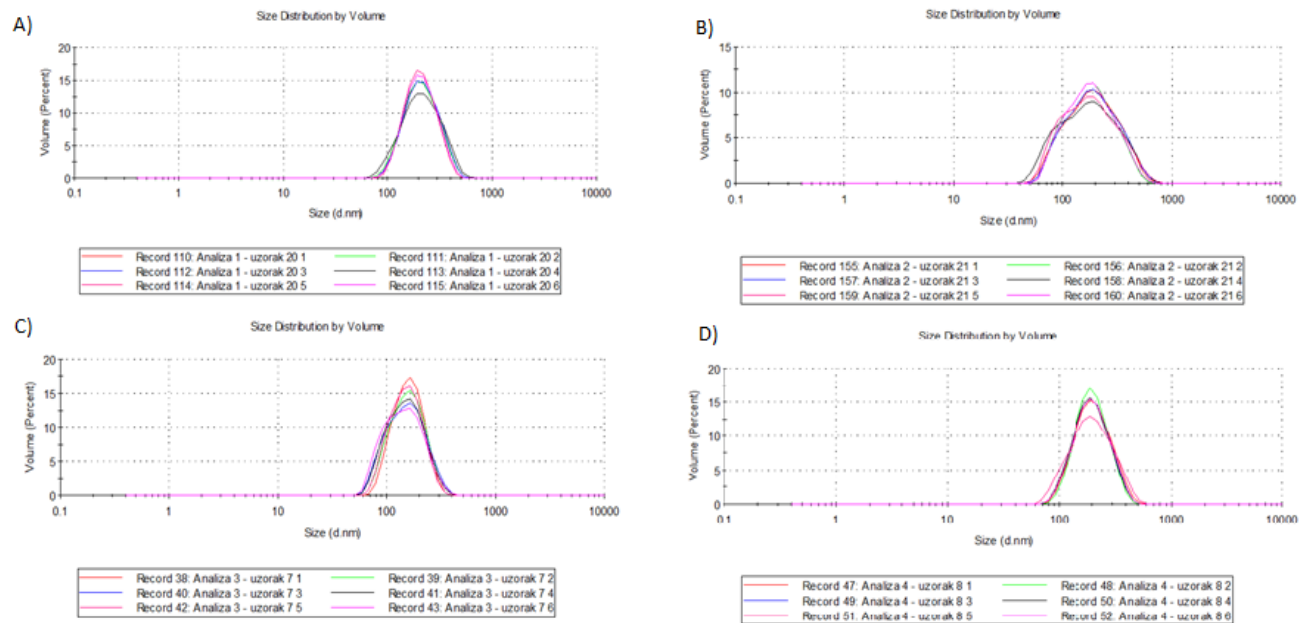 A)
Size Distribution by Volume
20
15
10
5
0
0.1 1 10 100 1000 10000
Volume (Percent)
Size (d.nm)
Record 110: Analiza 1 - uzorak 20 1 Record 111: Analiza 1 - uzorak 20 2
Record 112: Analiza 1 - uzorak 20 3 Record 113: Analiza 1 - uzorak 20 4
Record 114: Analiza 1 - uzorak 20 5 Record 115: Analiza 1 - uzorak 20 6
B)
Size Distribution by Volume
15
10
5
0
0.1 1 10 100 1000 10000
Volume (Percent)
Size (d.nm)
Record 155: Analiza 2 - uzorak 21 1 Record 156: Analiza 2 - uzorak 21 2
Record 157: Analiza 2 - uzorak 21 3 Record 158: Analiza 2 - uzorak 21 4
Record 159: Analiza 2 - uzorak 21 5 Record 160: Analiza 2 - uzorak 21 6
C)
Size Distribution by Volume
20
15
10
5
0
0.1 1 10 100 1000 10000
Volume (Percent)
Size (d.nm)
Record 38: Analiza 3 - uzorak 7 1 Record 39: Analiza 3 - uzorak 7 2
Record 40: Analiza 3 - uzorak 7 3 Record 41: Analiza 3 - uzorak 7 4
Record 42: Analiza 3 - uzorak 7 5 Record 43: Analiza 3 - uzorak 7 6
D)
Size Distribution by Volume
20
15
10
5
0
0.1 1 10 100 1000 10000
Volume (Percent)
Size (d.nm)
Record 47: Analiza 4 - uzorak 8 1 Record 48: Analiza 4 - uzorak 8 2
Record 49: Analiza 4 - uzorak 8 3 Record 50: Analiza 4 - uzorak 8 4
Record 51: Analiza 4 - uzorak 8 5 Record 52: Analiza 4 - uzorak 8 6